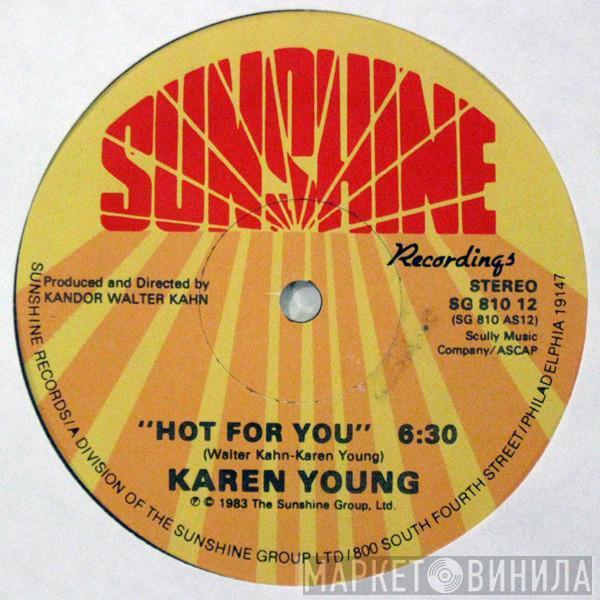 SUNSHINE
Recordings
Produced and Directed by
KANDOR WALTER KAHN
STEREO
SG 810 12
(SG 810 AS12)
Scully Music
Company/ASCAP
"HOT FOR YOU" 6:30
(Walter Kahn-Karen Young)
KAREN YOUNG
℗ © 1983 The Sunshine Group, Ltd.
SUNSHINE RECORDS/A DIVISION OF THE SUNSHINE GROUP LTD/800 SOUTH FOURTH STREET/PHILADELPHIA 19147
МАРКЕТ ВИНИЛА